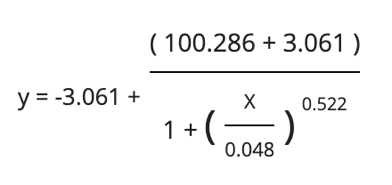 ( 100.286 + 3.061 )
y = -3.061 +
1 + ( X / 0.048 ) 0.522